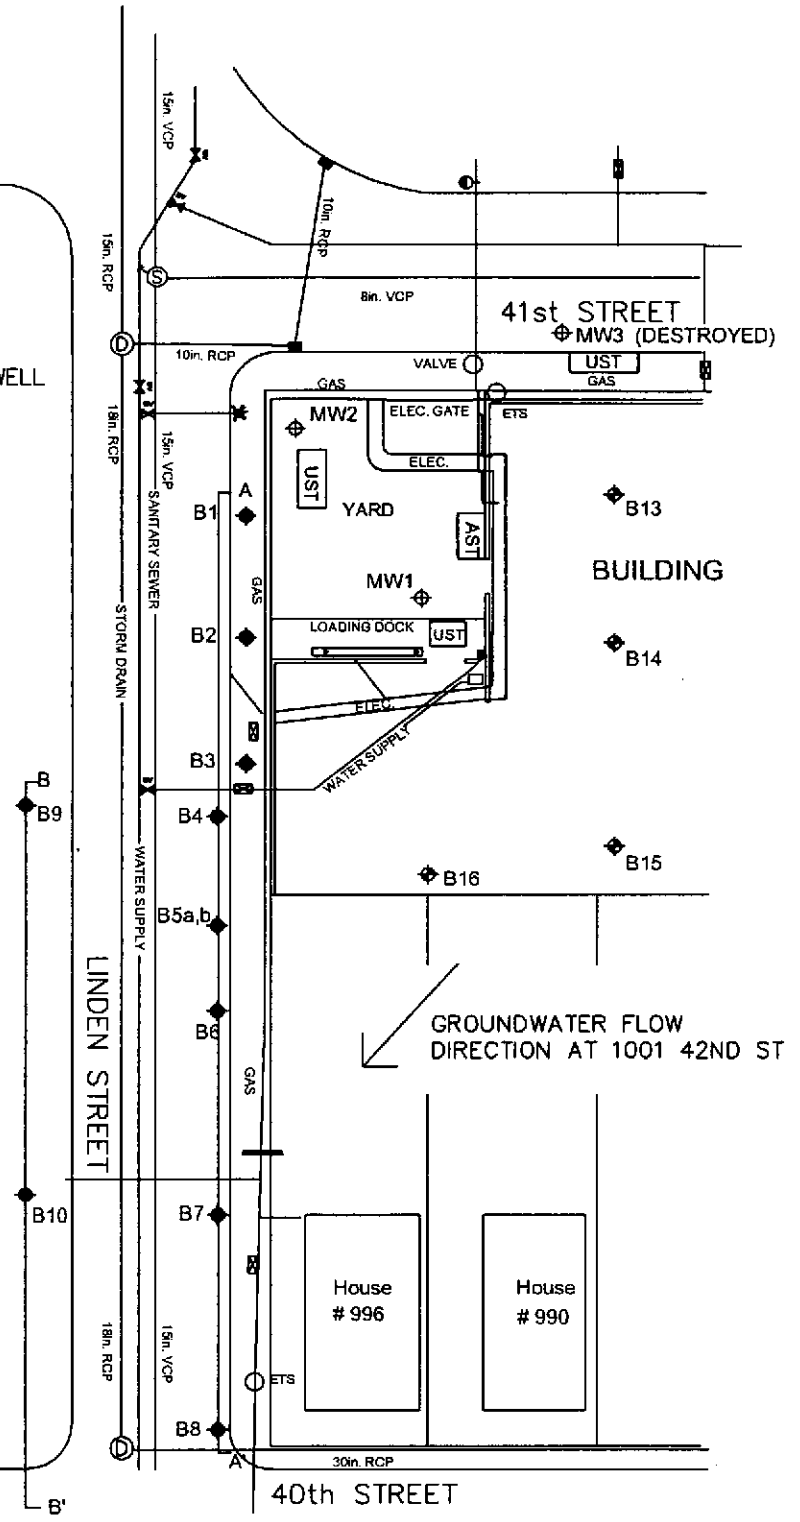 15in. VCP
15in. RCP
10in. RCP
S
8in. VCP
41st STREET
MW3 (DESTROYED)
D
10in. RCP
VALVE
UST
GAS
GAS
ELL
18in. RCP
15in. VCP
MW2
ELEC. GATE
ETS
ELEC.
UST
A
B1
YARD
AST
B13
BUILDING
SANITARY SEWER
GAS
MW1
STORM DRAIN
B2
LOADING DOCK
UST
B14
ELEC.
B3
WATER SUPPLY
B
B9
B4
B15
B16
WATER SUPPLY
B5a,b
LINDEN STREET
B6
GROUNDWATER FLOW
DIRECTION AT 1001 42ND ST
GAS
B10
B7
House
# 996
House
# 990
18in. RCP
15in. VCP
ETS
B8
D
A
30in. RCP
40th STREET
B'